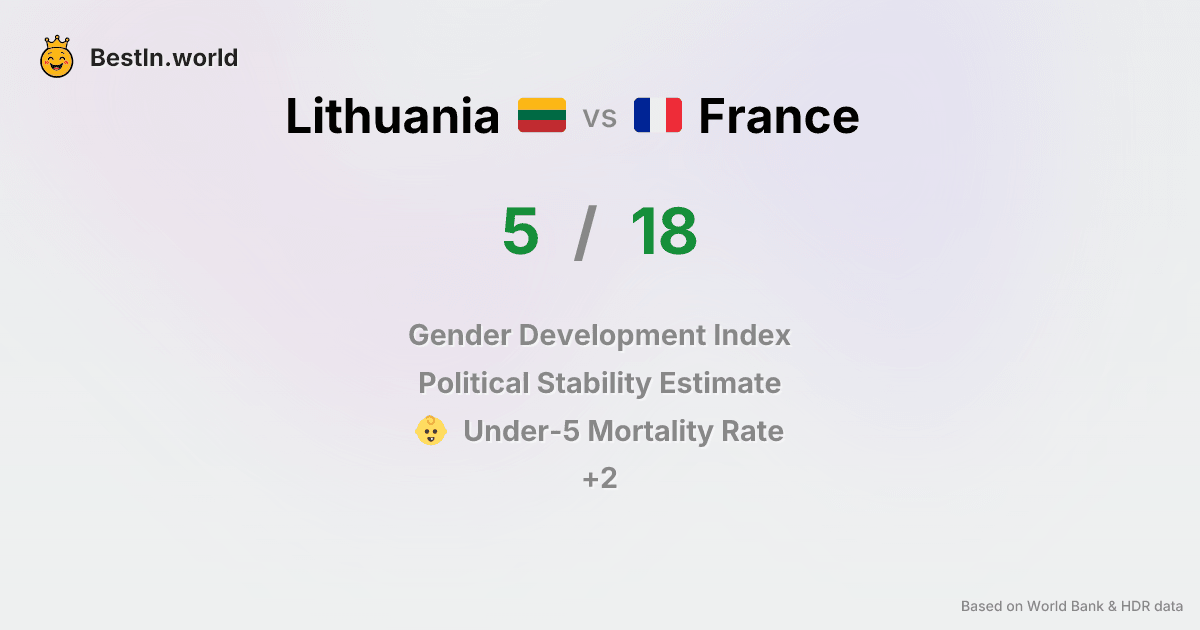 BestIn.world
Lithuania vs France
5 / 18
Gender Development Index
Political Stability Estimate
Under-5 Mortality Rate
+2
Based on World Bank & HDR data